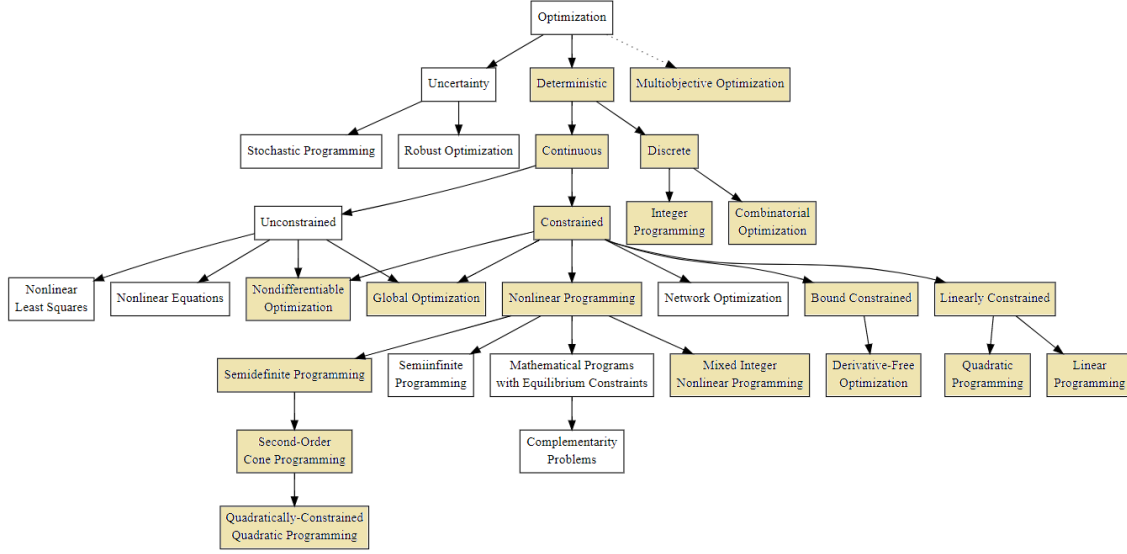 Optimization
Uncertainty
Deterministic
Multiobjective Optimization
Stochastic Programming
Robust Optimization
Continuous
Discrete
Unconstrained
Constrained
Integer
Programming
Combinatorial
Optimization
Nonlinear
Least Squares
Nonlinear Equations
Nondifferentiable
Optimization
Global Optimization
Nonlinear Programming
Network Optimization
Bound Constrained
Linearly Constrained
Semidefinite Programming
Semiinfinite
Programming
Mathematical Programs
with Equilibrium Constraints
Mixed Integer
Nonlinear Programming
Derivative-Free
Optimization
Quadratic
Programming
Linear
Programming
Second-Order
Cone Programming
Complementarity
Problems
Quadratically-Constrained
Quadratic Programming